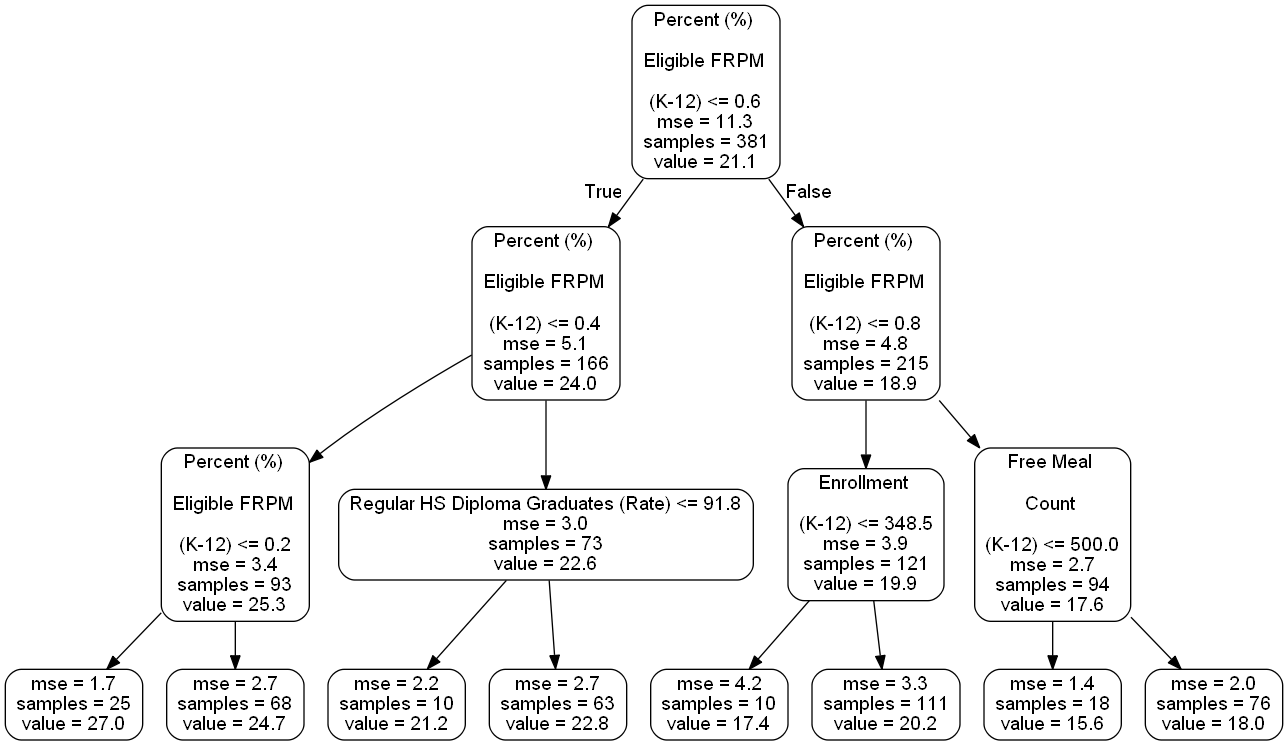 Percent (%)
Eligible FRPM
(K-12) <= 0.6
mse = 11.3
samples = 381
value = 21.1
True
False
Percent (%)
Eligible FRPM
(K-12) <= 0.4
mse = 5.1
samples = 166
value = 24.0
Percent (%)
Eligible FRPM
(K-12) <= 0.8
mse = 4.8
samples = 215
value = 18.9
Percent (%)
Eligible FRPM
(K-12) <= 0.2
mse = 3.4
samples = 93
value = 25.3
Regular HS Diploma Graduates (Rate) <= 91.8
mse = 3.0
samples = 73
value = 22.6
Enrollment
(K-12) <= 348.5
mse = 3.9
samples = 121
value = 19.9
Free Meal
Count
(K-12) <= 500.0
mse = 2.7
samples = 94
value = 17.6
mse = 1.7
samples = 25
value = 27.0
mse = 2.7
samples = 68
value = 24.7
mse = 2.2
samples = 10
value = 21.2
mse = 2.7
samples = 63
value = 22.8
mse = 4.2
samples = 10
value = 17.4
mse = 3.3
samples = 111
value = 20.2
mse = 1.4
samples = 18
value = 15.6
mse = 2.0
samples = 76
value = 18.0